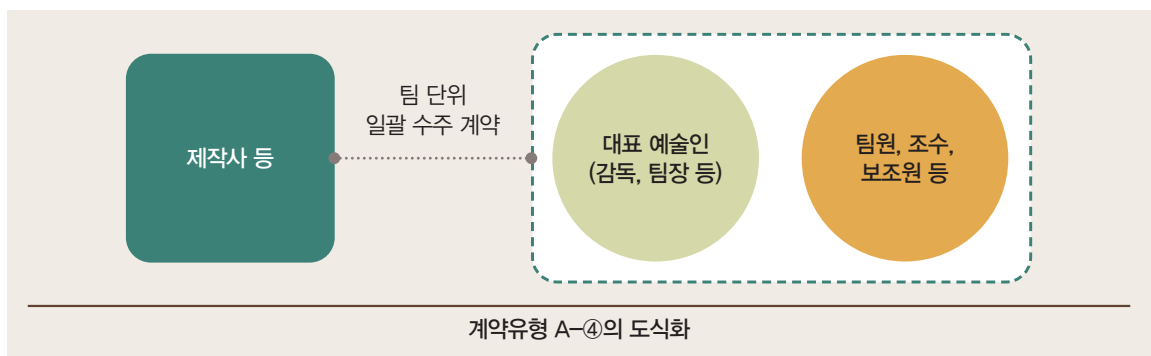 제작사 등
팀 단위
일괄 수주 계약
대표 예술인
(감독, 팀장 등)
팀원, 조수,
보조원 등
계약유형 A-④의 도식화